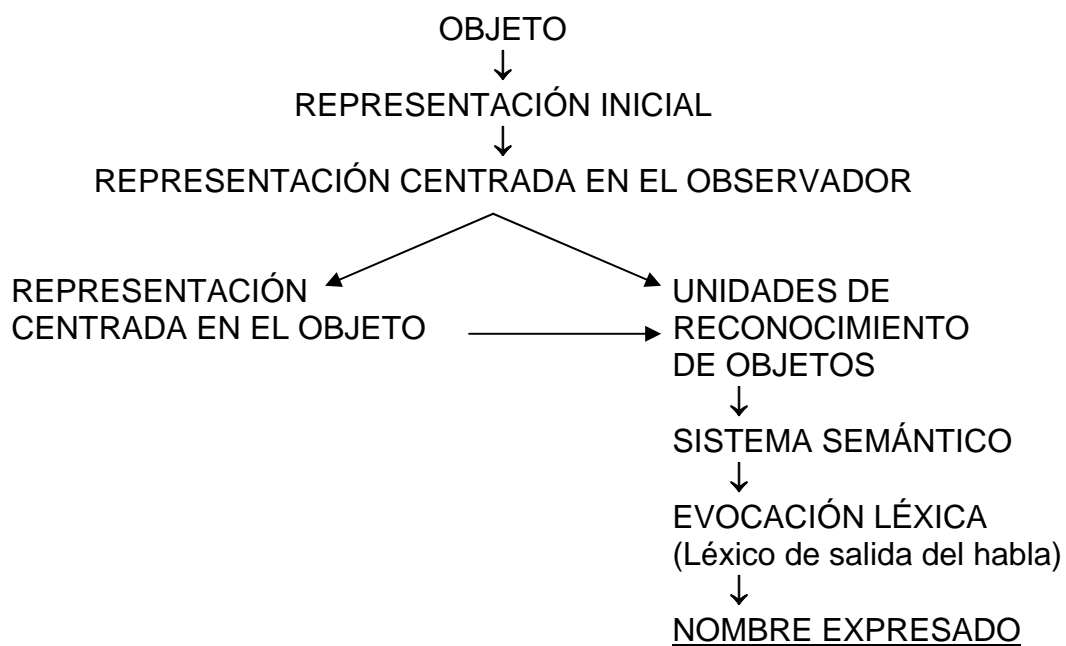 OBJETO
REPRESENTACIÓN INICIAL
REPRESENTACIÓN CENTRADA EN EL OBSERVADOR
REPRESENTACIÓN
CENTRADA EN EL OBJETO
UNIDADES DE
RECONOCIMIENTO
DE OBJETOS
SISTEMA SEMÁNTICO
EVOCACIÓN LÉXICA
(Léxico de salida del habla)
NOMBRE EXPRESADO